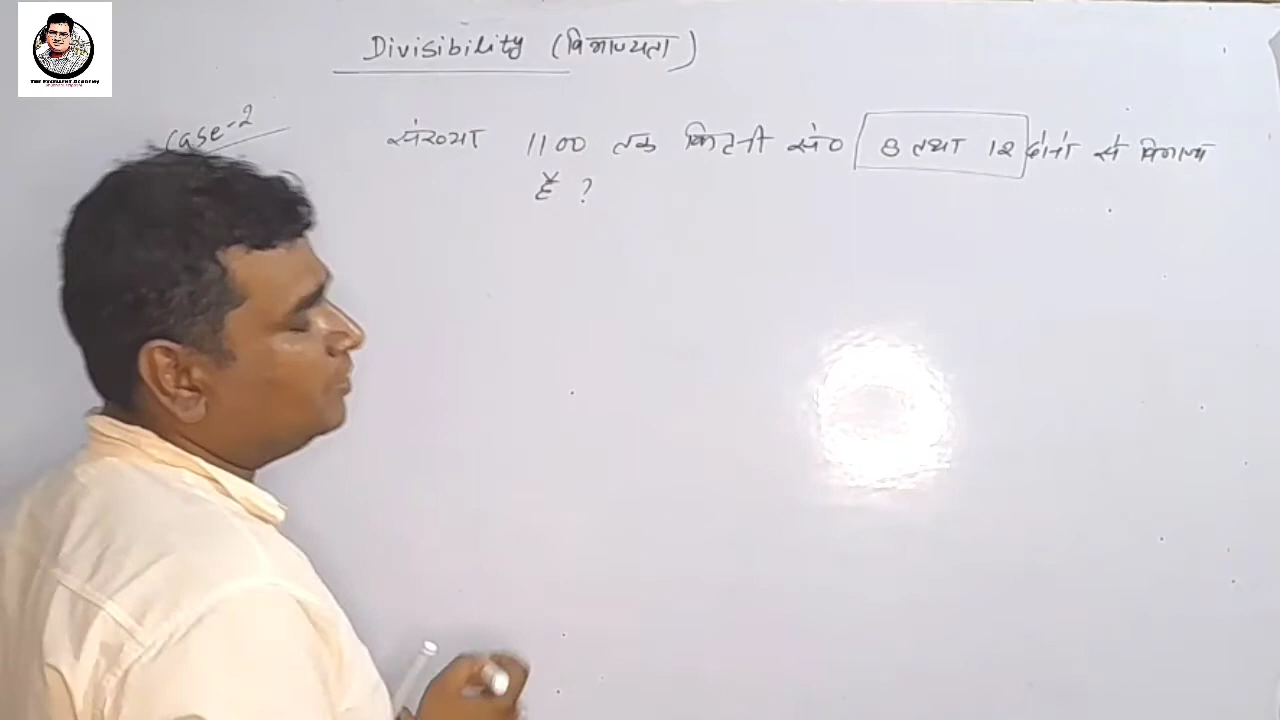 Divisibility (विभाज्यता)
Case-2
संख्या 1100 तक कितनी सं० 8 तथा 12 दोनों से विभाज्य
है ?